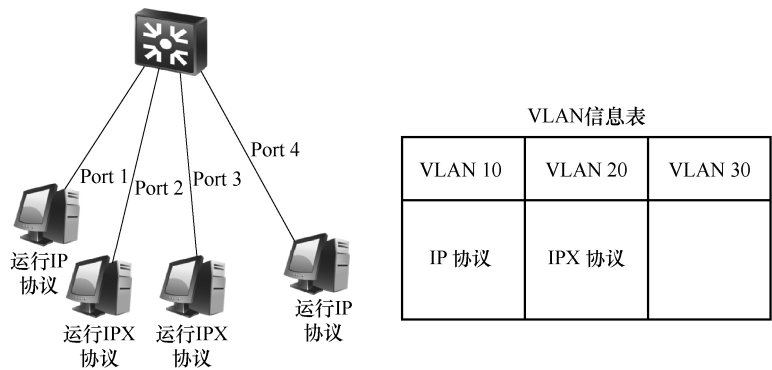 Port 1
Port 2
Port 3
Port 4
运行IP
协议
运行IPX
协议
运行IPX
协议
运行IP
协议
VLAN信息表
VLAN 10
VLAN 20
VLAN 30
IP 协议
IPX 协议